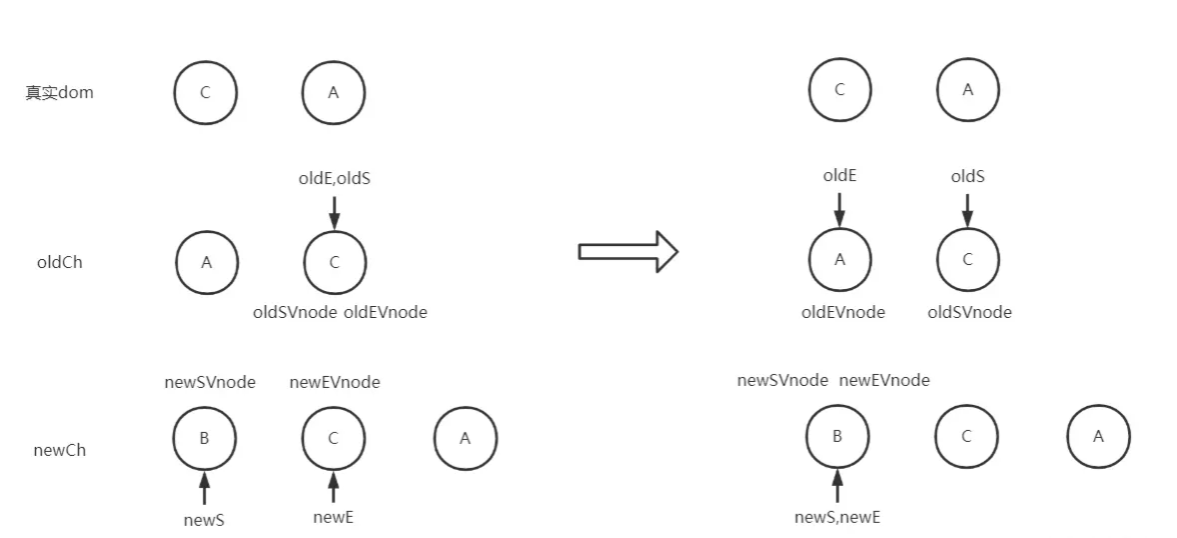 真实dom
C A
C A
oldE,oldS
oldE oldS
oldCh
A C
A C
oldSVnode oldEVnode
oldEVnode oldSVnode
newSVnode newEVnode
newSVnode newEVnode
newCh
B C A
B C A
newS newE
newS,newE